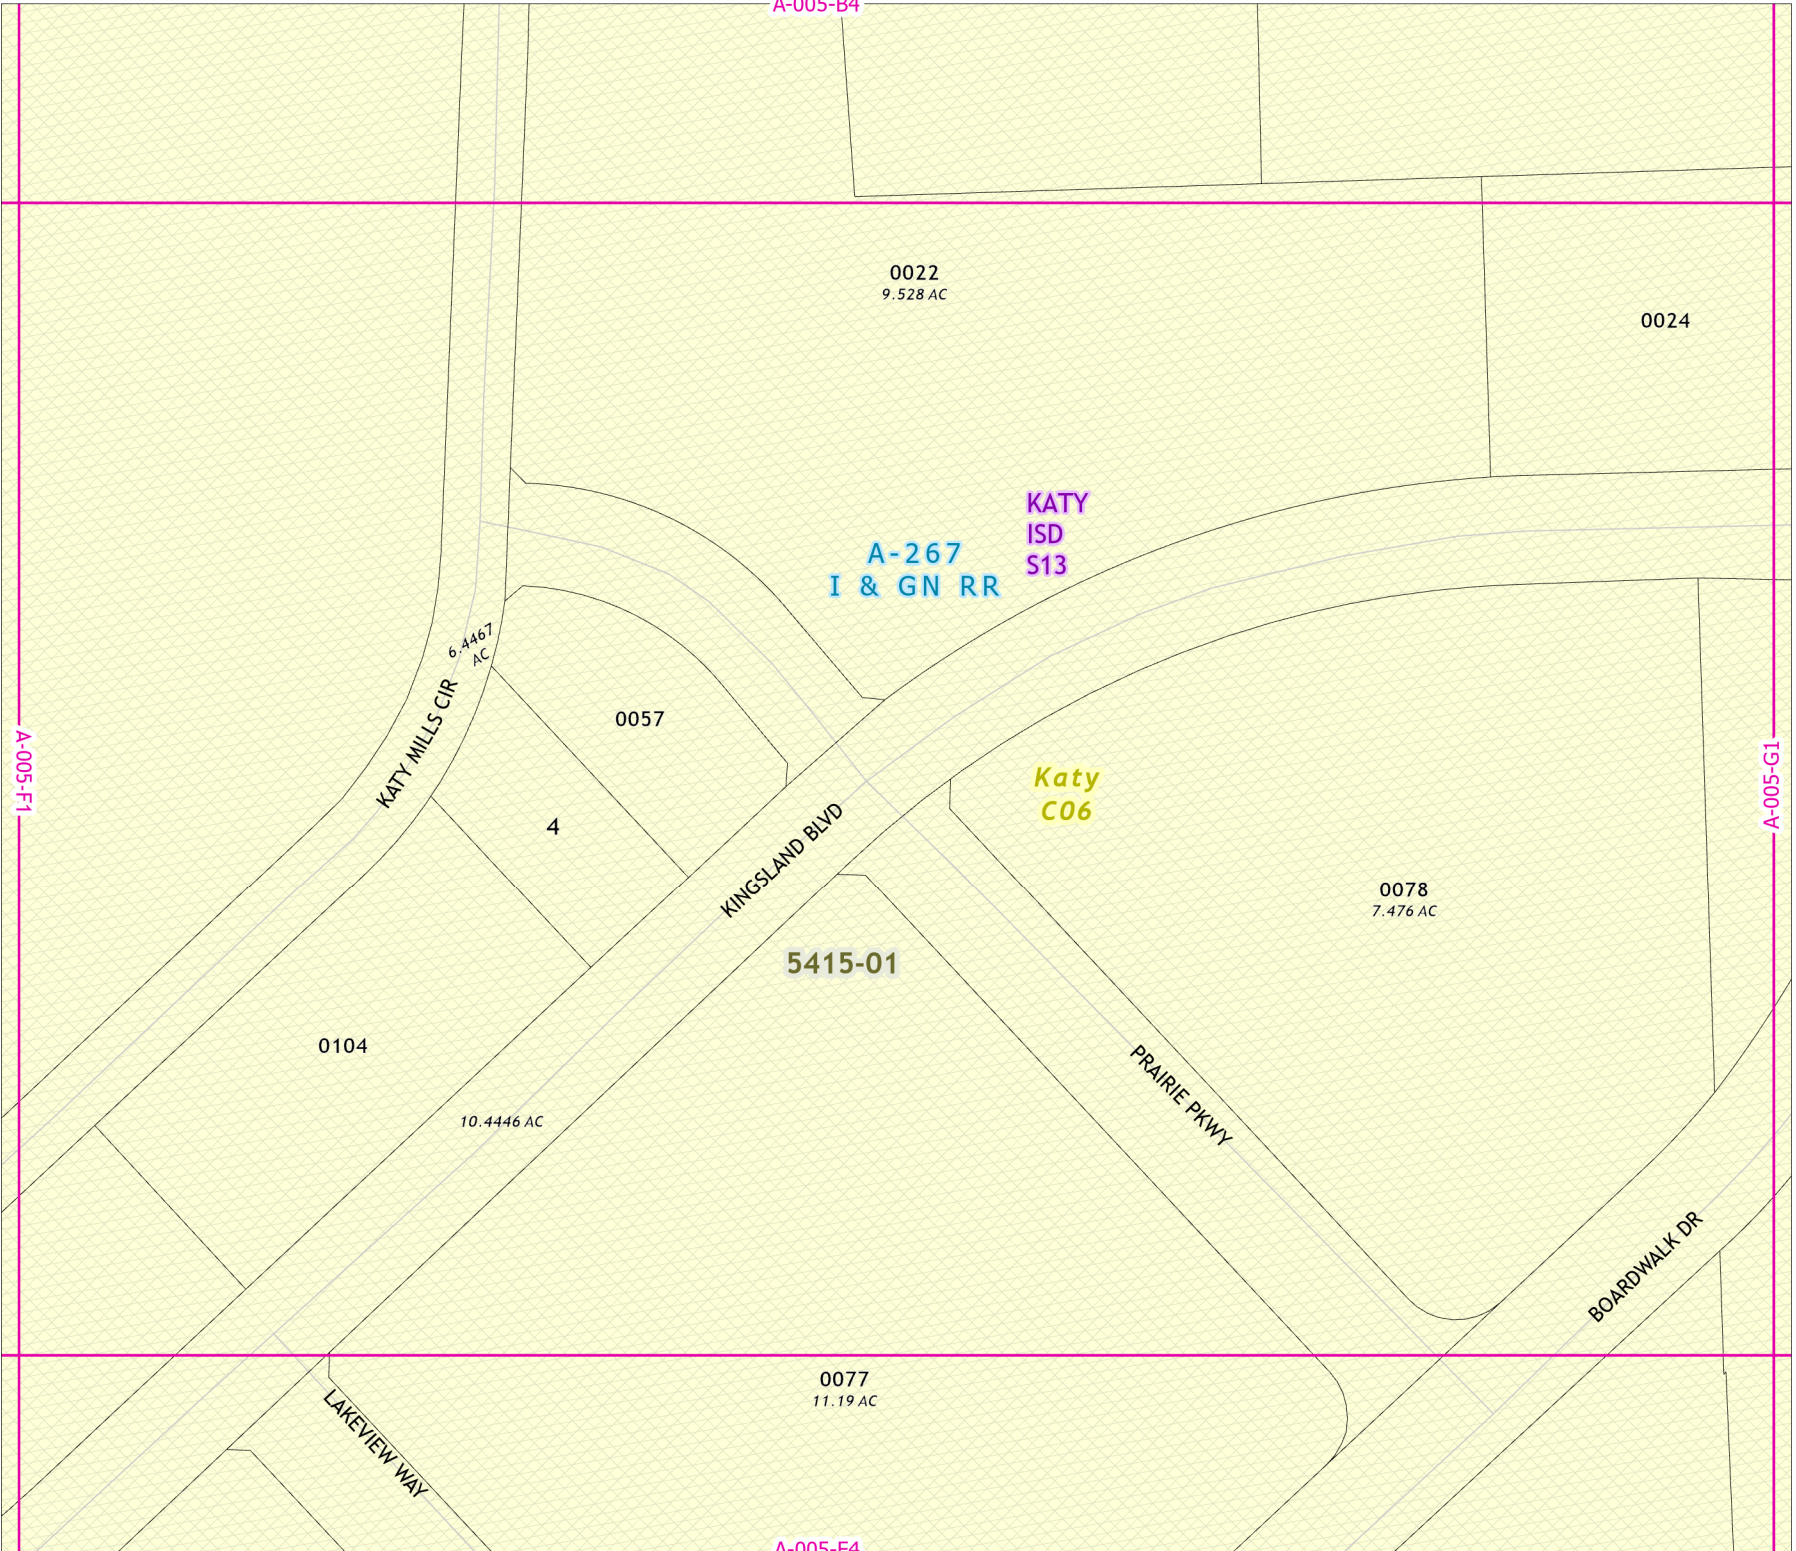 A-005-B4
0022
9.528 AC
0024
KATY
ISD
S13
A-267
I & GN RR
6.4467
AC
KATY MILLS CIR
0057
4
A-005-F1
A-005-G1
Katy
C06
KINGSLAND BLVD
0078
7.476 AC
5415-01
0104
10.4446 AC
PRAIRIE PKWY
BOARDWALK DR
0077
11.19 AC
LAKEVIEW WAY